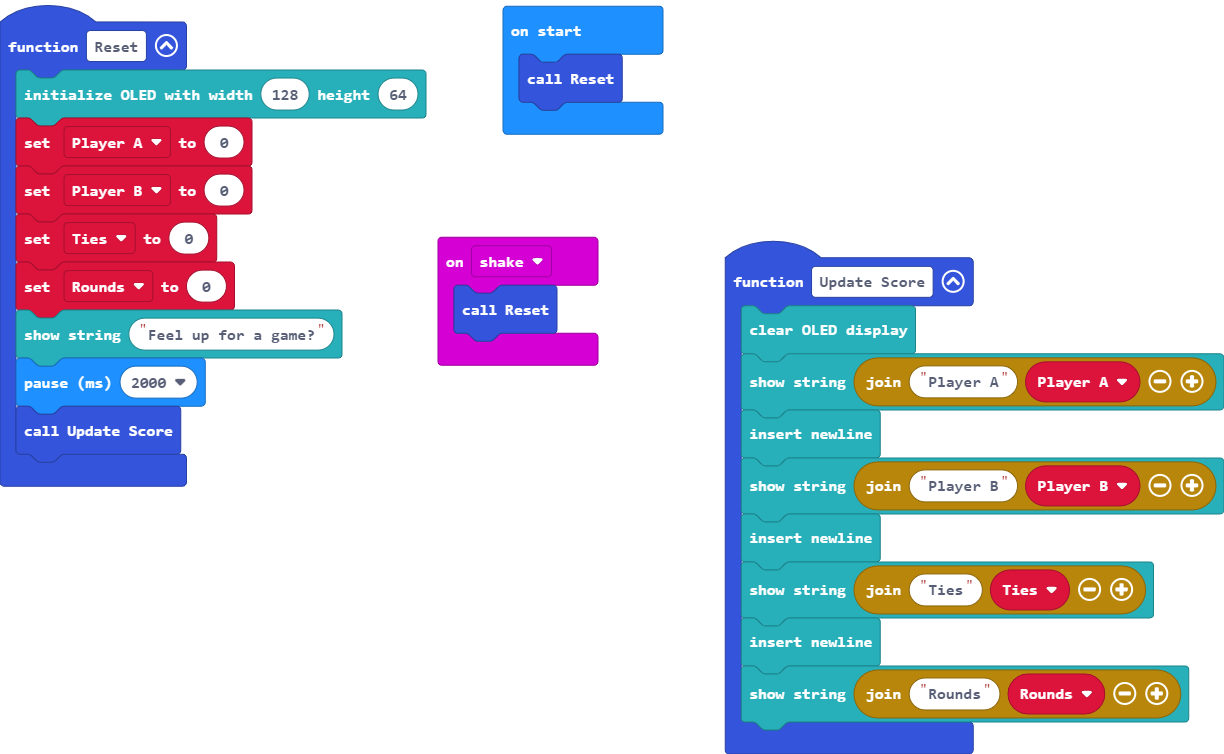 function Reset
initialize OLED with width 128 height 64
set Player A to 0
set Player B to 0
set Ties to 0
set Rounds to 0
show string "Feel up for a game?"
pause (ms) 2000
call Update Score
on start
call Reset
on shake
call Reset
function Update Score
clear OLED display
show string join "Player A" Player A
insert newline
show string join "Player B" Player B
insert newline
show string join "Ties" Ties
insert newline
show string join "Rounds" Rounds